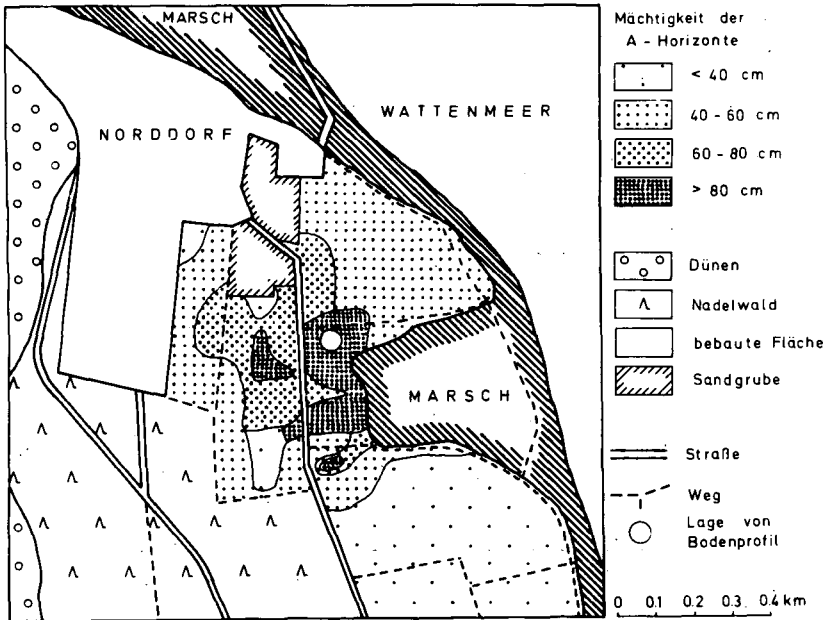 MARSCH
NORDDORF
WATTENMEER
MARSCH
Mächtigkeit der
A - Horizonte
< 40 cm
40 - 60 cm
60 - 80 cm
> 80 cm
Dünen
Nadelwald
bebaute Fläche
Sandgrube
Straße
Weg
Lage von
Bodenprofil
0 0.1 0.2 0.3 0.4 km